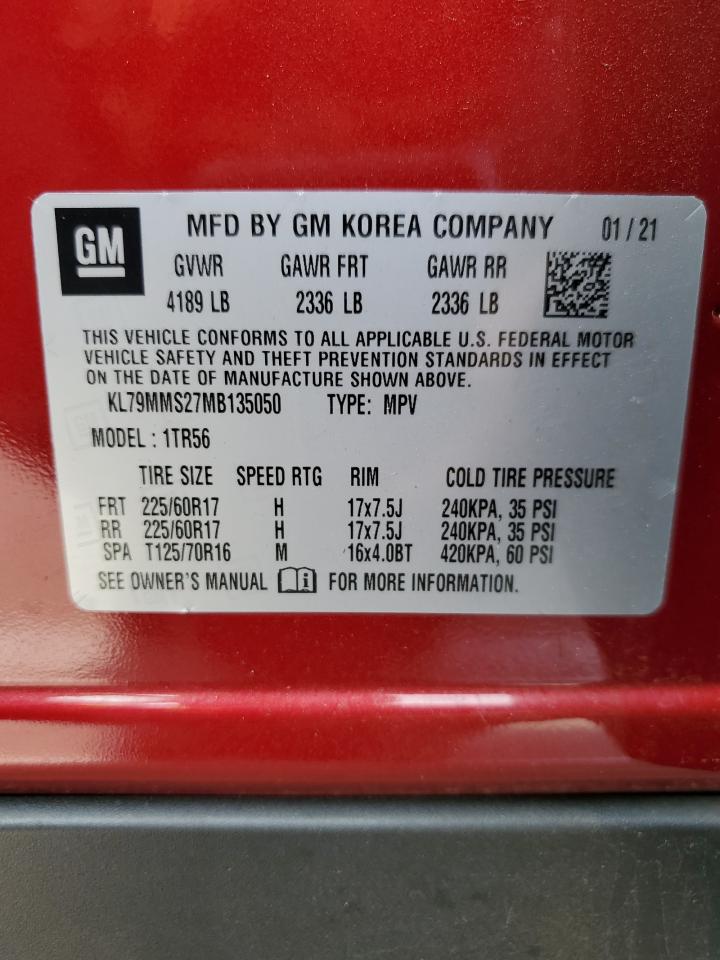 GM
MFD BY GM KOREA COMPANY 01 / 21
GVWR GAWR FRT GAWR RR
4189 LB 2336 LB 2336 LB
THIS VEHICLE CONFORMS TO ALL APPLICABLE U.S. FEDERAL MOTOR
VEHICLE SAFETY AND THEFT PREVENTION STANDARDS IN EFFECT
ON THE DATE OF MANUFACTURE SHOWN ABOVE.
KL79MMS27MB135050 TYPE: MPV
MODEL : 1TR56
TIRE SIZE SPEED RTG RIM COLD TIRE PRESSURE
FRT 225/60R17 H 17x7.5J 240KPA, 35 PSI
RR 225/60R17 H 17x7.5J 240KPA, 35 PSI
SPA T125/70R16 M 16x4.0BT 420KPA, 60 PSI
SEE OWNER'S MANUAL i FOR MORE INFORMATION.